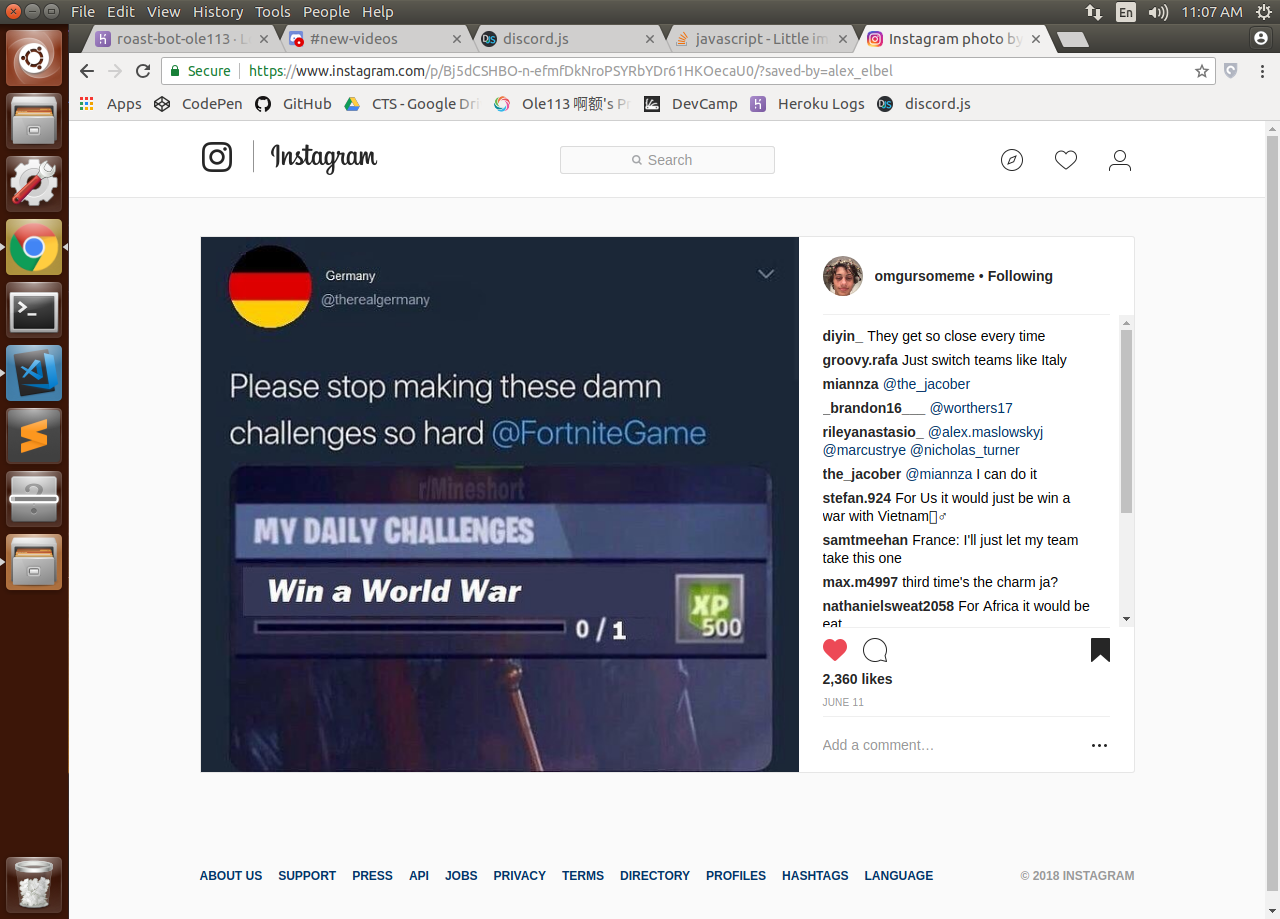 File Edit View History Tools People Help
En
11:07 AM
roast-bot-ole113 · L
#new-videos
discord.js
javascript - Little im
Instagram photo by
Secure
https://www.instagram.com/p/Bj5dCSHBO-n-efmfDkNroPSYRbYDr61HKOecaU0/?saved-by=alex_elbel
Apps
CodePen
GitHub
CTS - Google Dri
Ole113 啊额's Pr
DevCamp
Heroku Logs
discord.js
Instagram
Search
Germany
@therealgermany
Please stop making these damn
challenges so hard @FortniteGame
r/Mineshort
MY DAILY CHALLENGES
Win a World War
0 / 1
XP
500
omgursomeme • Following
diyin_ They get so close every time
groovy.rafa Just switch teams like Italy
miannza @the_jacober
_brandon16___ @worthers17
rileyanastasio_ @alex.maslowskyj
@marcustrye @nicholas_turner
the_jacober @miannza I can do it
stefan.924 For Us it would just be win a
war with Vietnam♂
samtmeehan France: I'll just let my team
take this one
max.m4997 third time's the charm ja?
nathanielsweat2058 For Africa it would be
eat
2,360 likes
JUNE 11
Add a comment…
ABOUT US SUPPORT PRESS API JOBS PRIVACY TERMS DIRECTORY PROFILES HASHTAGS LANGUAGE
© 2018 INSTAGRAM